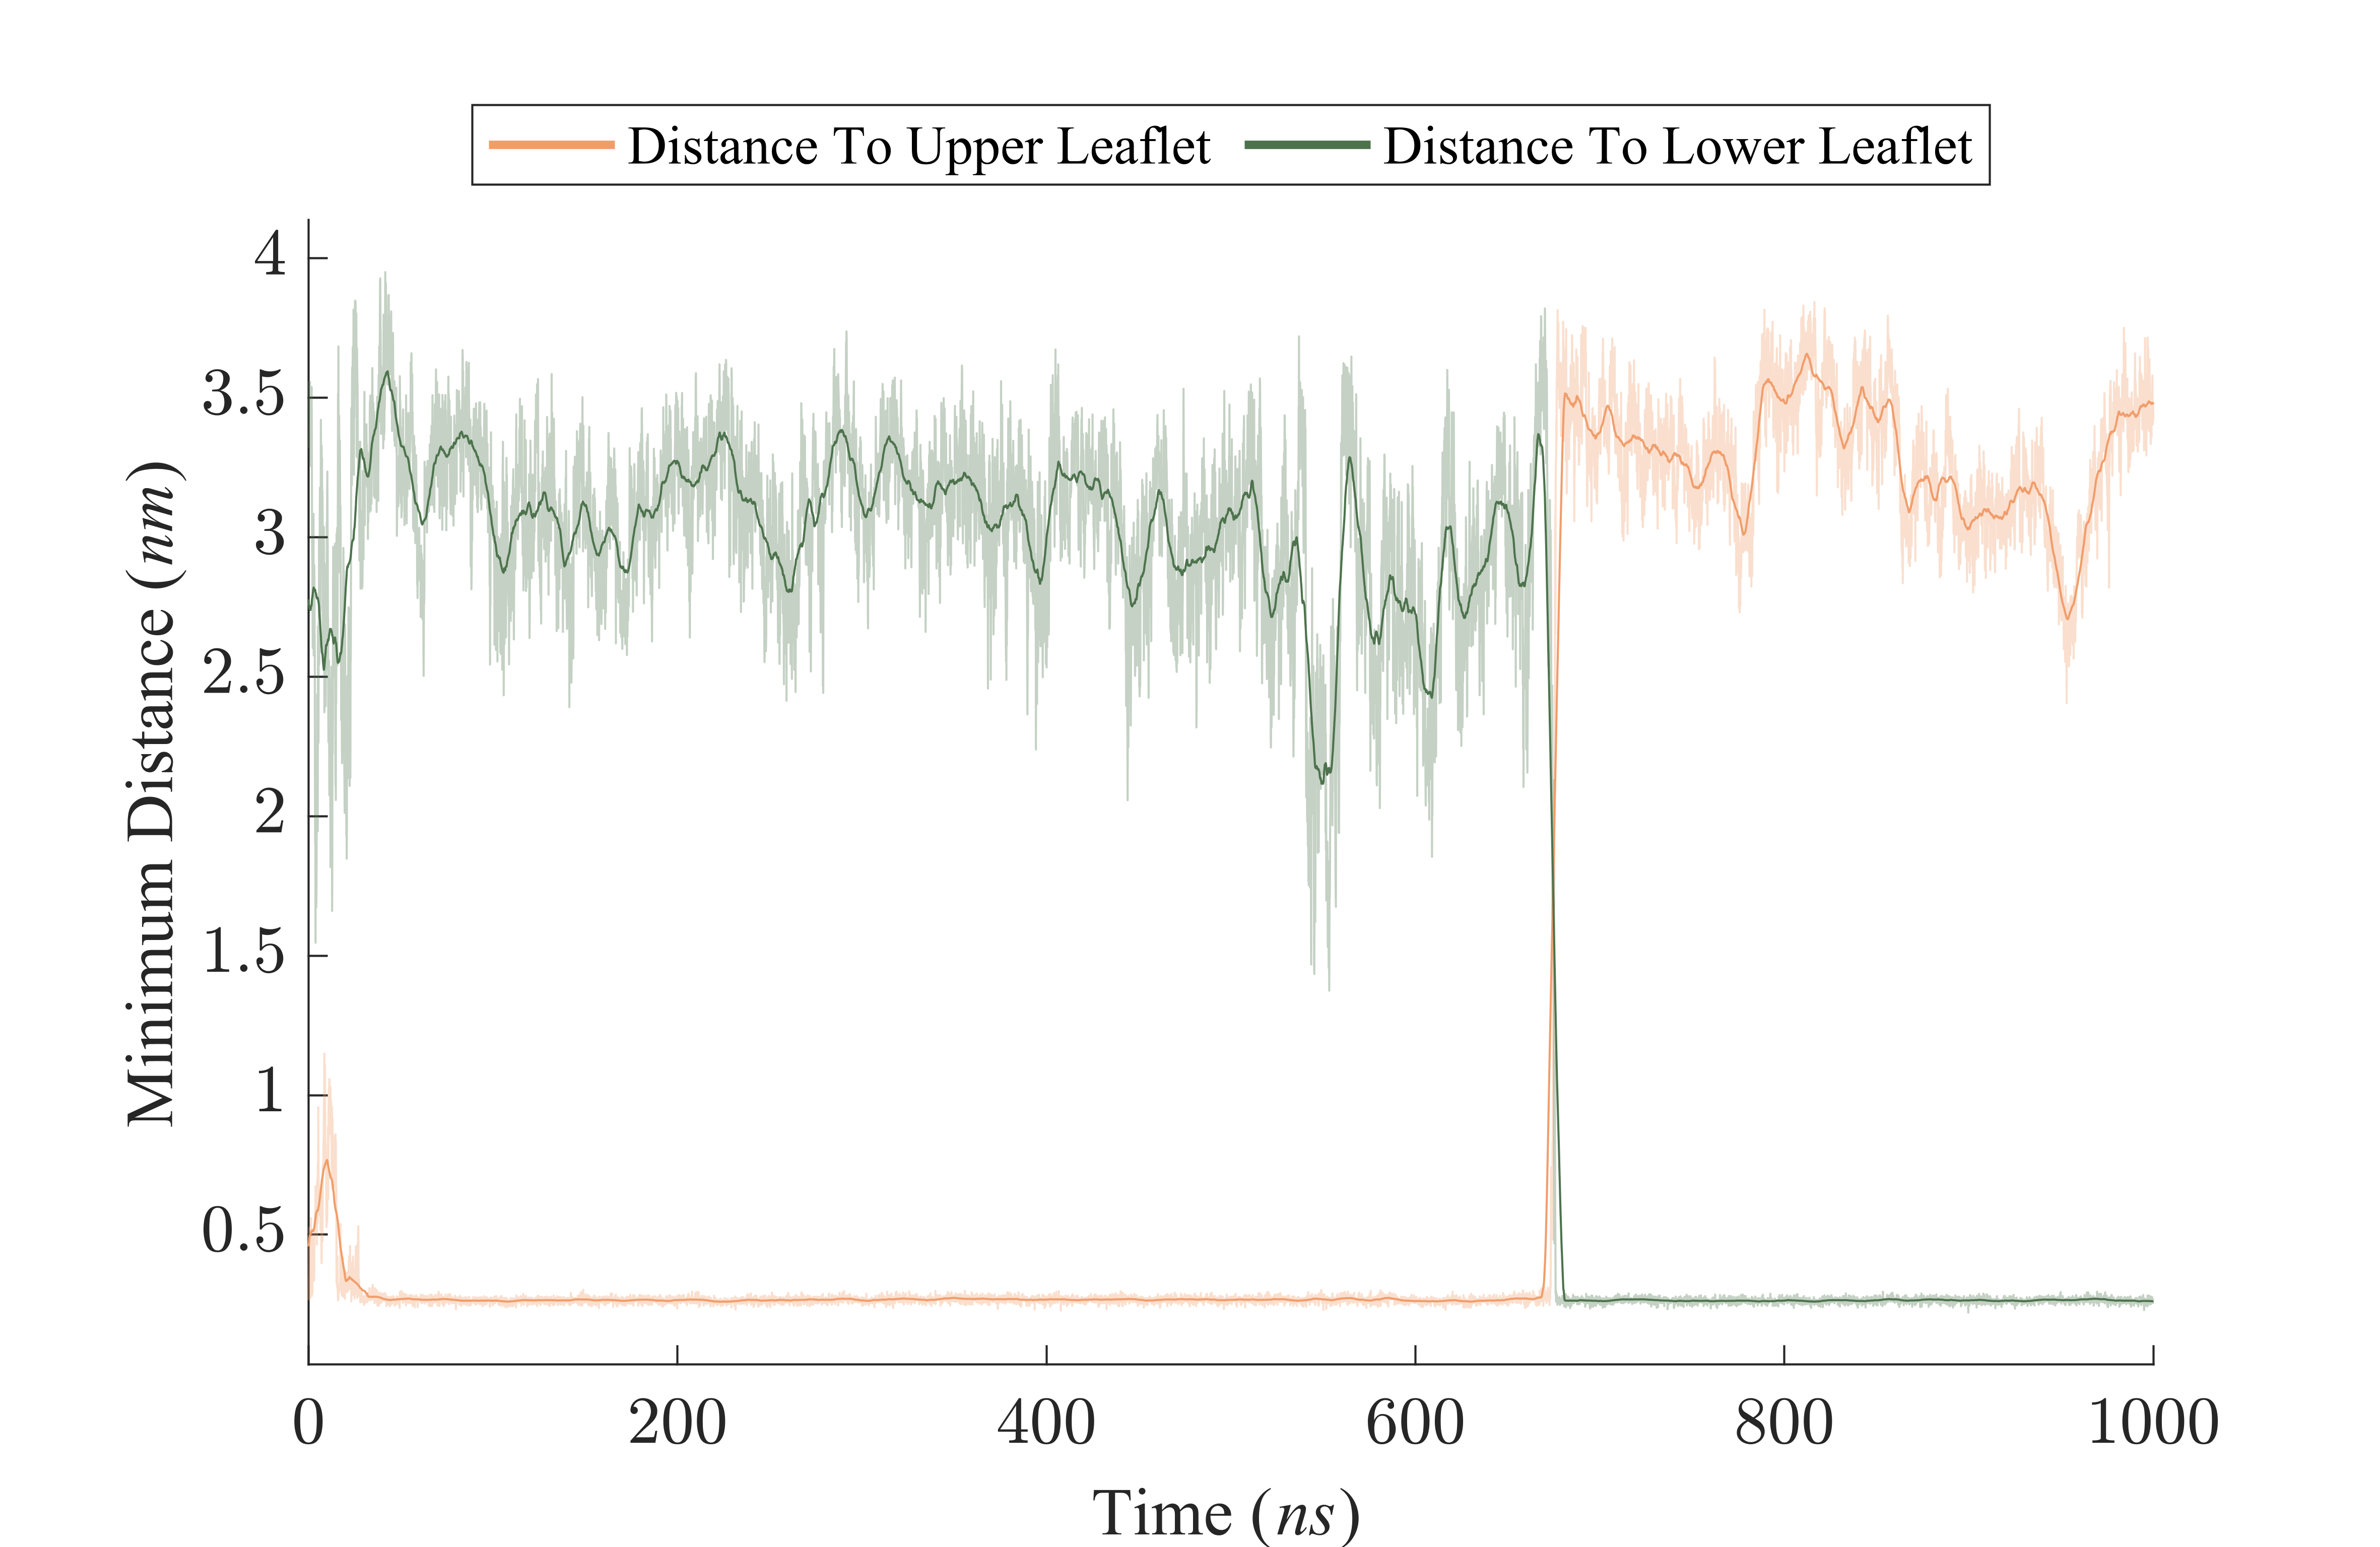 Distance To Upper Leaflet Distance To Lower Leaflet
Minimum Distance (nm)
4
3.5
3
2.5
2
1.5
1
0.5
0 200 400 600 800 1000
Time (ns)